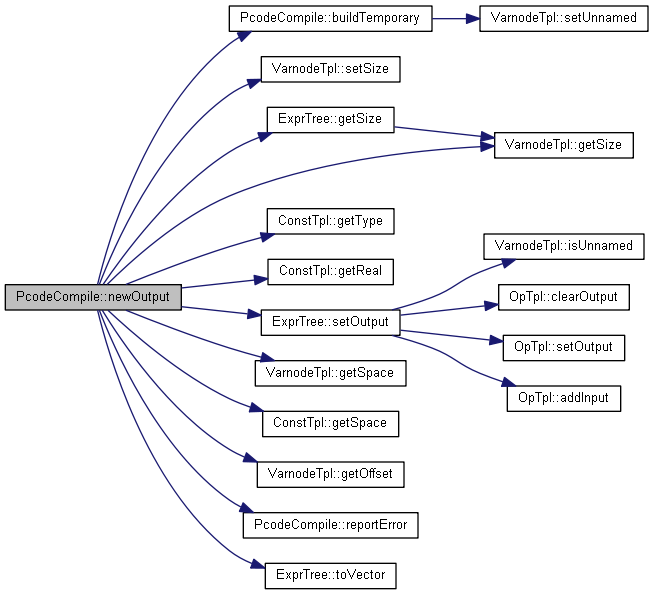 PcodeCompile::buildTemporary
VarnodeTpl::setUnnamed
VarnodeTpl::setSize
ExprTree::getSize
VarnodeTpl::getSize
ConstTpl::getType
VarnodeTpl::isUnnamed
ConstTpl::getReal
PcodeCompile::newOutput
OpTpl::clearOutput
ExprTree::setOutput
OpTpl::setOutput
VarnodeTpl::getSpace
OpTpl::addInput
ConstTpl::getSpace
VarnodeTpl::getOffset
PcodeCompile::reportError
ExprTree::toVector